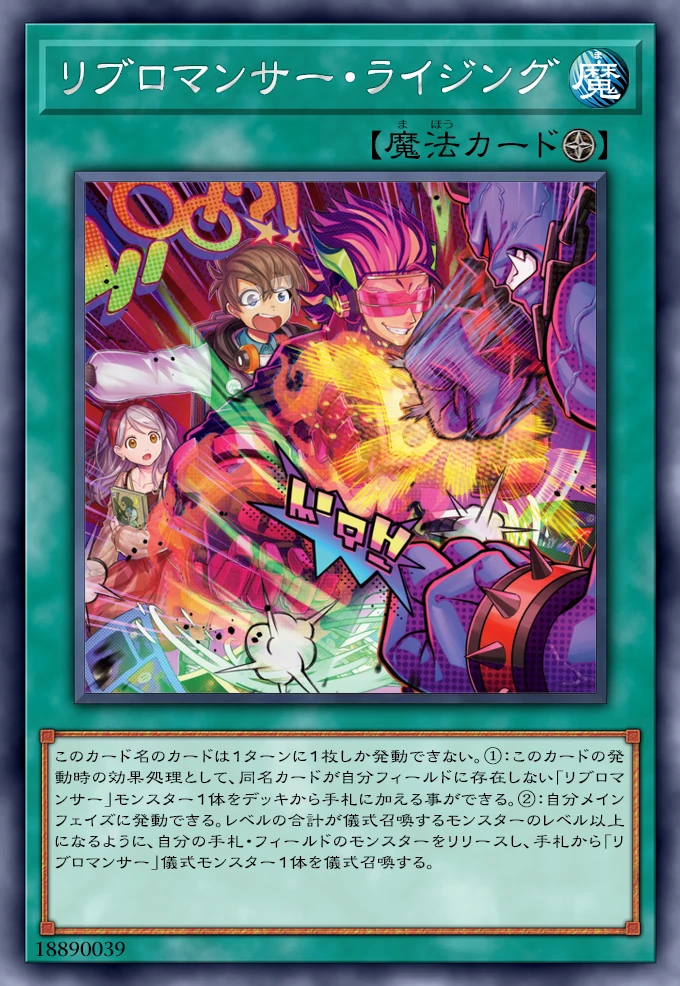 リブロマンサー・ライジング
魔
ま
【魔法カード】
ま ほう
このカード名のカードは1ターンに1枚しか発動できない。①:このカードの発
動時の効果処理として、同名カードが自分フィールドに存在しない「リブロマ
ンサー」モンスター1体をデッキから手札に加える事ができる。②:自分メイン
フェイズに発動できる。レベルの合計が儀式召喚するモンスターのレベル以上
になるように、自分の手札・フィールドのモンスターをリリースし、手札から「リ
ブロマンサー」儀式モンスター1体を儀式召喚する。
18890039